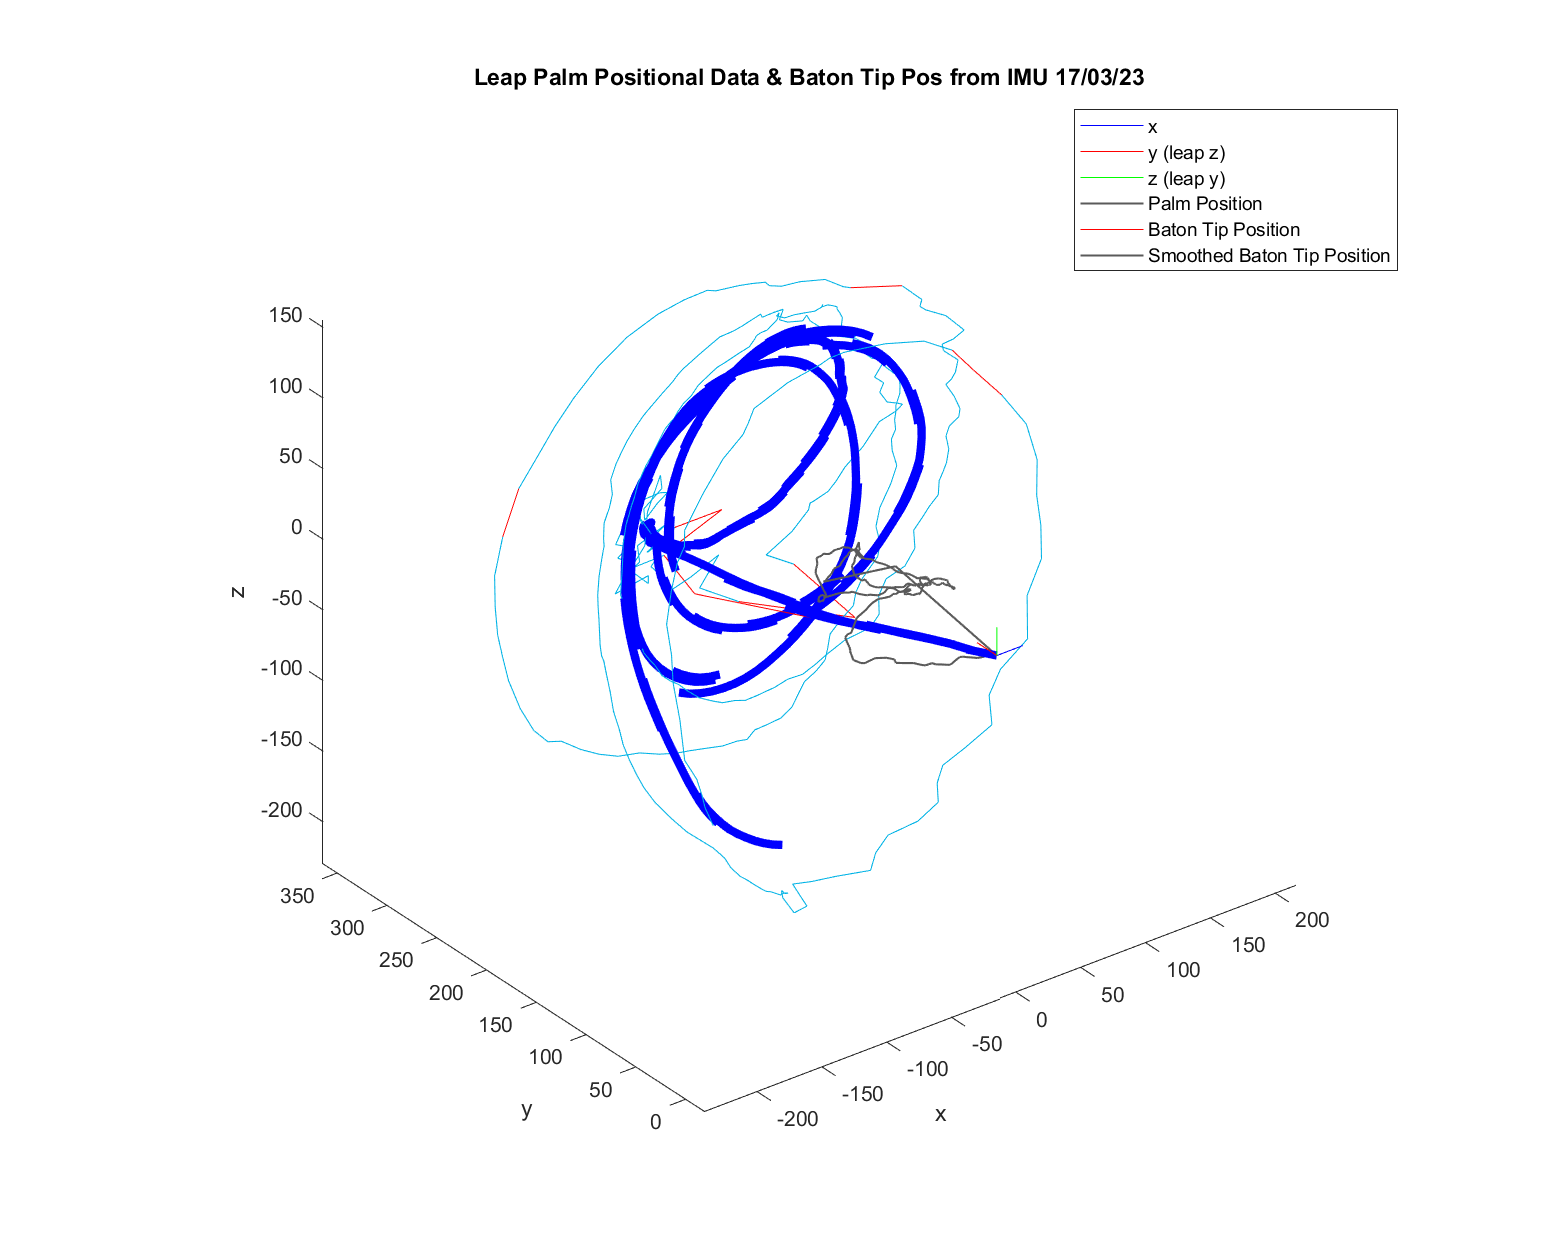 Leap Palm Positional Data & Baton Tip Pos from IMU 17/03/23
x
y (leap z)
z (leap y)
Palm Position
Baton Tip Position
Smoothed Baton Tip Position
150
100
50
0
-50
-100
-150
-200
z
350
300
250
200
150
100
50
0
y
-200
-150
-100
-50
0
50
100
150
200
x